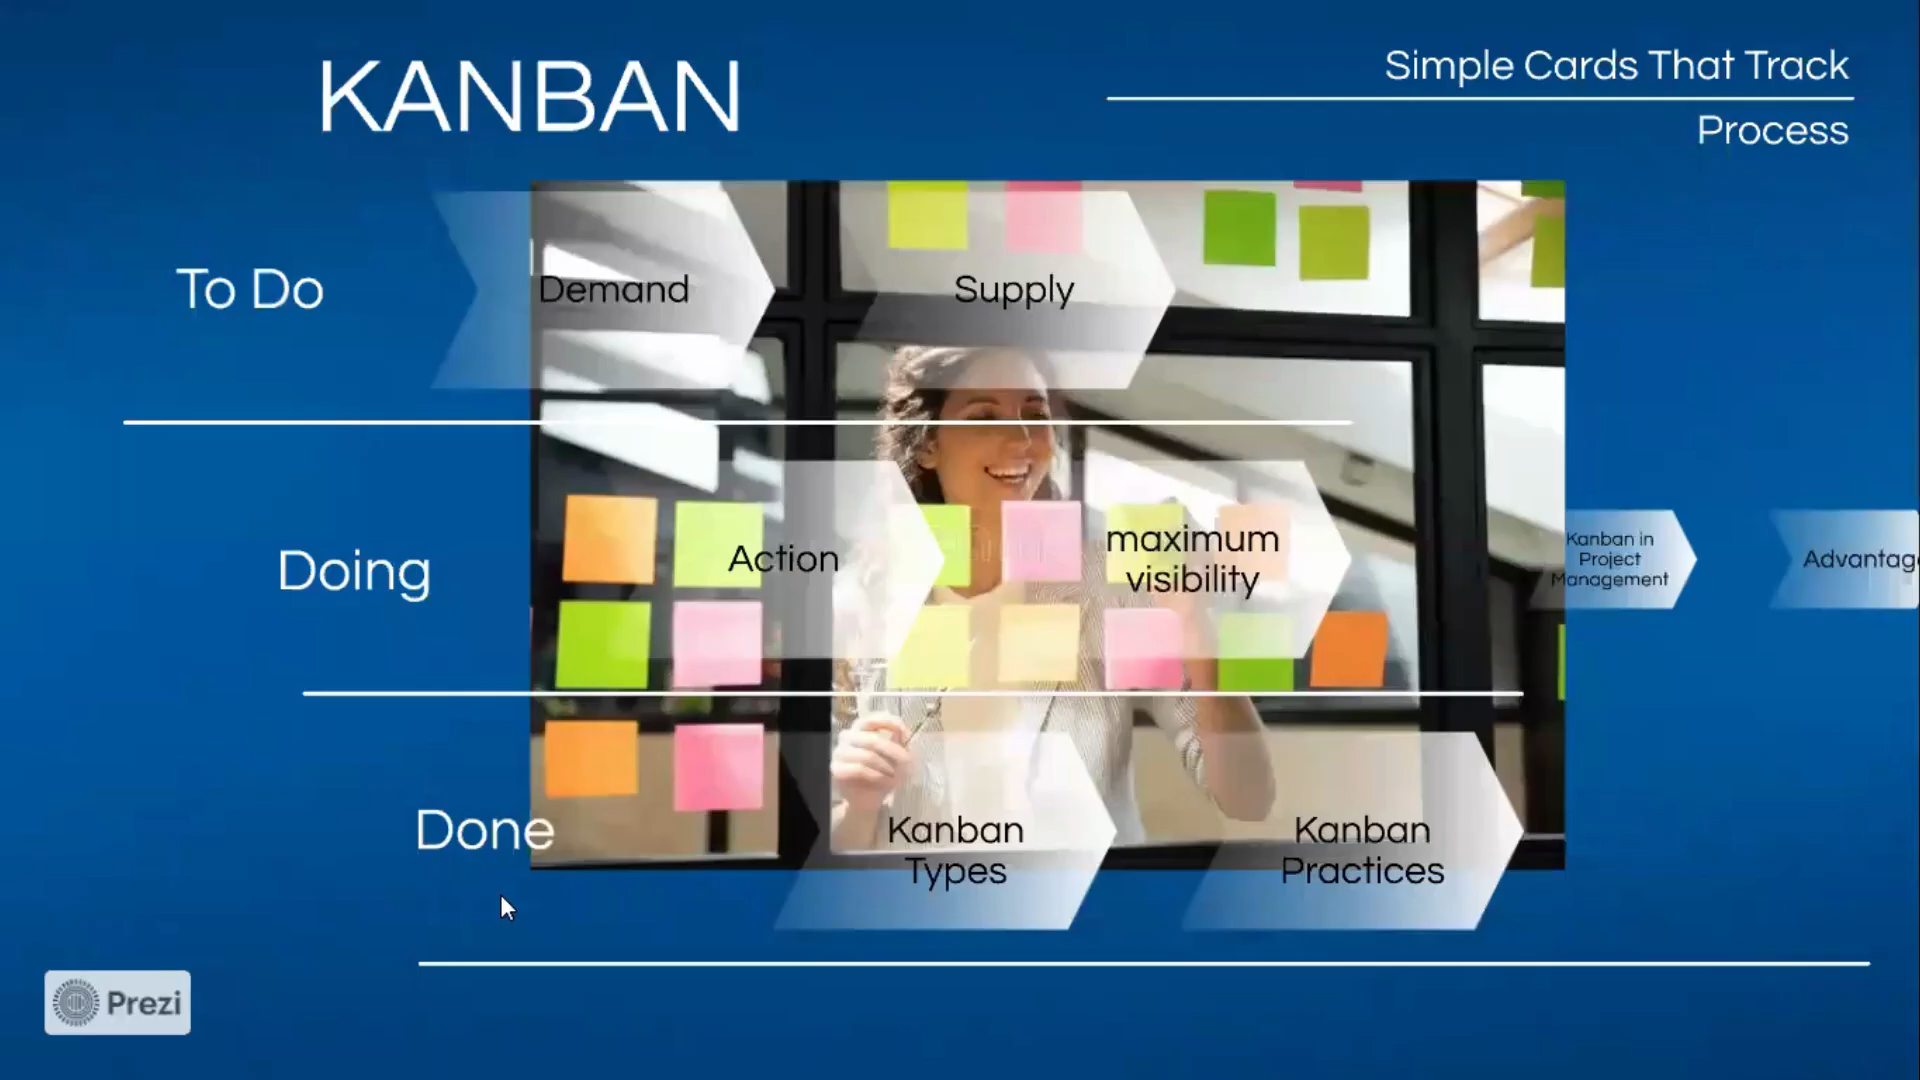 KANBAN
Simple Cards That Track
Process
To Do
Demand
Supply
Doing
Action
maximum
visibility
Kanban in
Project
Management
Done
Kanban
Types
Kanban
Practices
Prezi